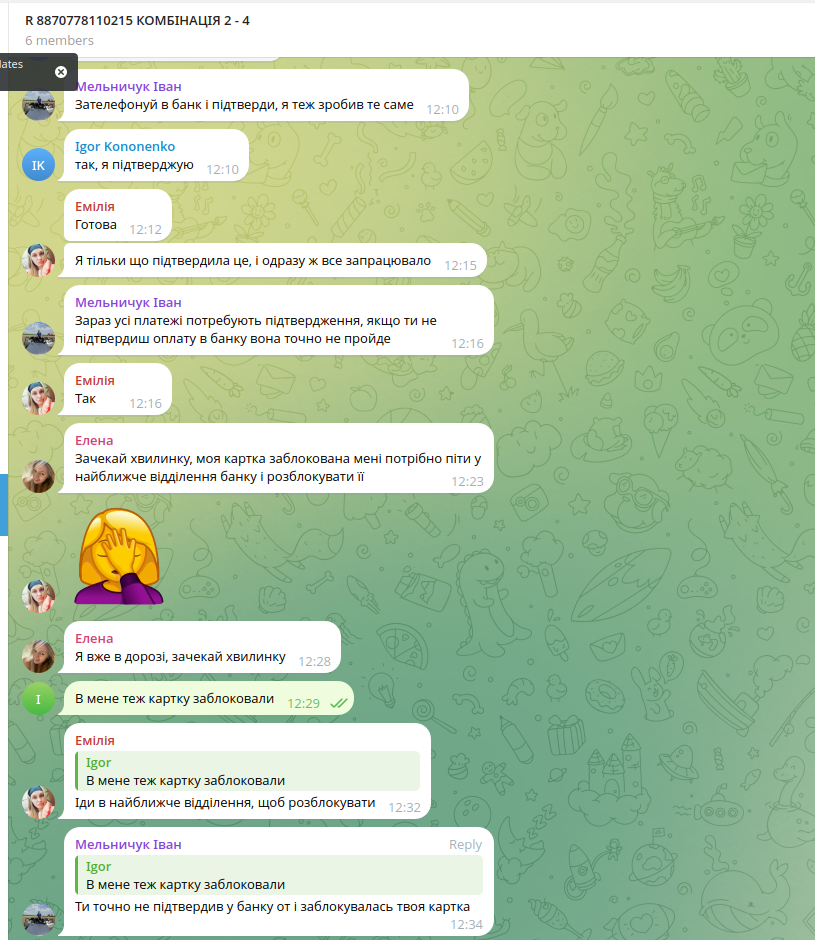 R 8870778110215 КОМБІНАЦІЯ 2 - 4
6 members
lates
Мельничук Іван
Зателефонуй в банк і підтверди, я теж зробив те саме 12:10
Igor Kononenko
IK
так, я підтверджую 12:10
Емілія
Готова 12:12
Я тільки що підтвердила це, і одразу ж все запрацювало 12:15
Мельничук Іван
Зараз усі платежі потребують підтвердження, якщо ти не
підтвердиш оплату в банку вона точно не пройде 12:16
Емілія
Так 12:16
Елена
Зачекай хвилинку, моя картка заблокована мені потрібно піти у
найближче відділення банку і розблокувати її 12:23
Елена
Я вже в дорозі, зачекай хвилинку 12:28
I
В мене теж картку заблоковали 12:29
Емілія
Igor
В мене теж картку заблоковали
Іди в найближче відділення, щоб розблокувати 12:32
Мельничук Іван Reply
Igor
В мене теж картку заблоковали
Ти точно не підтвердив у банку от і заблокувалась твоя картка
12:34